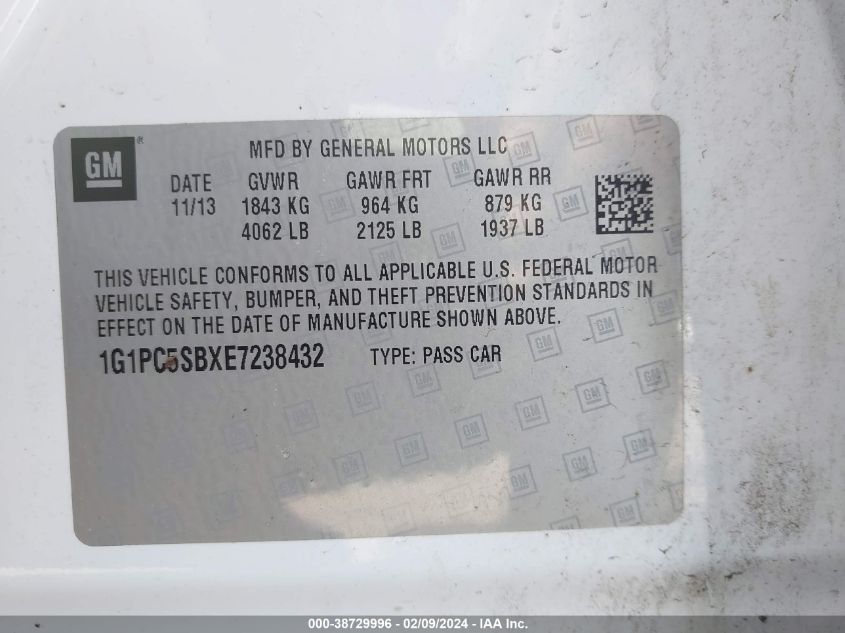 GM®
MFD BY GENERAL MOTORS LLC
DATE GVWR GAWR FRT GAWR RR
11/13 1843 KG 964 KG 879 KG
4062 LB 2125 LB 1937 LB
THIS VEHICLE CONFORMS TO ALL APPLICABLE U.S. FEDERAL MOTOR
VEHICLE SAFETY, BUMPER, AND THEFT PREVENTION STANDARDS IN
EFFECT ON THE DATE OF MANUFACTURE SHOWN ABOVE.
1G1PC5SBXE7238432 TYPE: PASS CAR
000-38729996 - 02/09/2024 - IAA Inc.